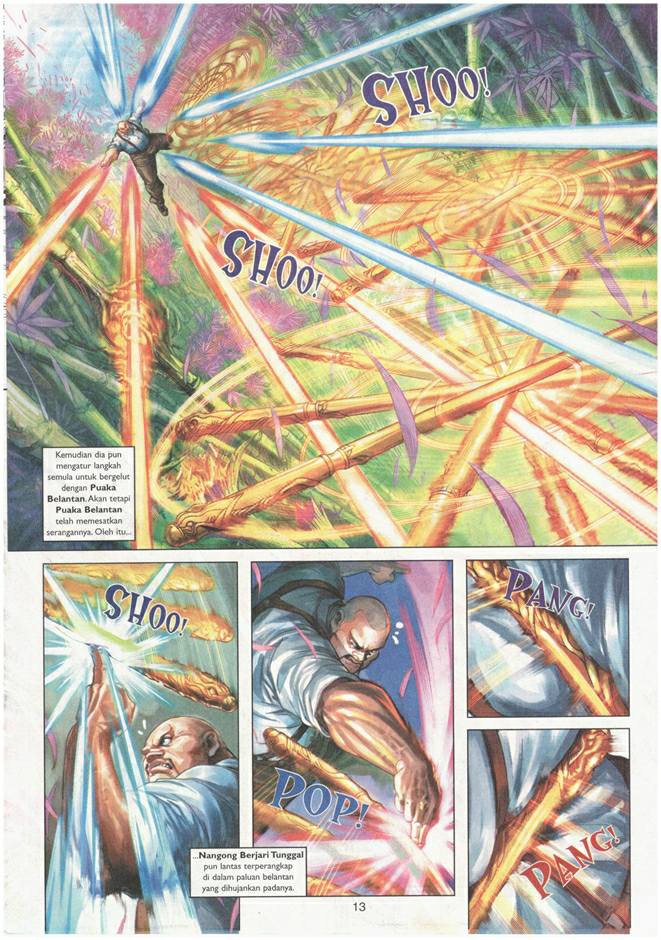 SHOO!
SHOO!
Kemudian dia pun
mengatur langkah
semula untuk bergelut
dengan Puaka
Belantan. Akan tetapi
Puaka Belantan
telah memesatkan
serangannya. Oleh itu...
SHOO!
POP!
...Nangong Berjari Tunggal
pun lantas terperangkap
di dalam paluan belantan
yang dihujankan padanya.
PANG!
PANG!
13